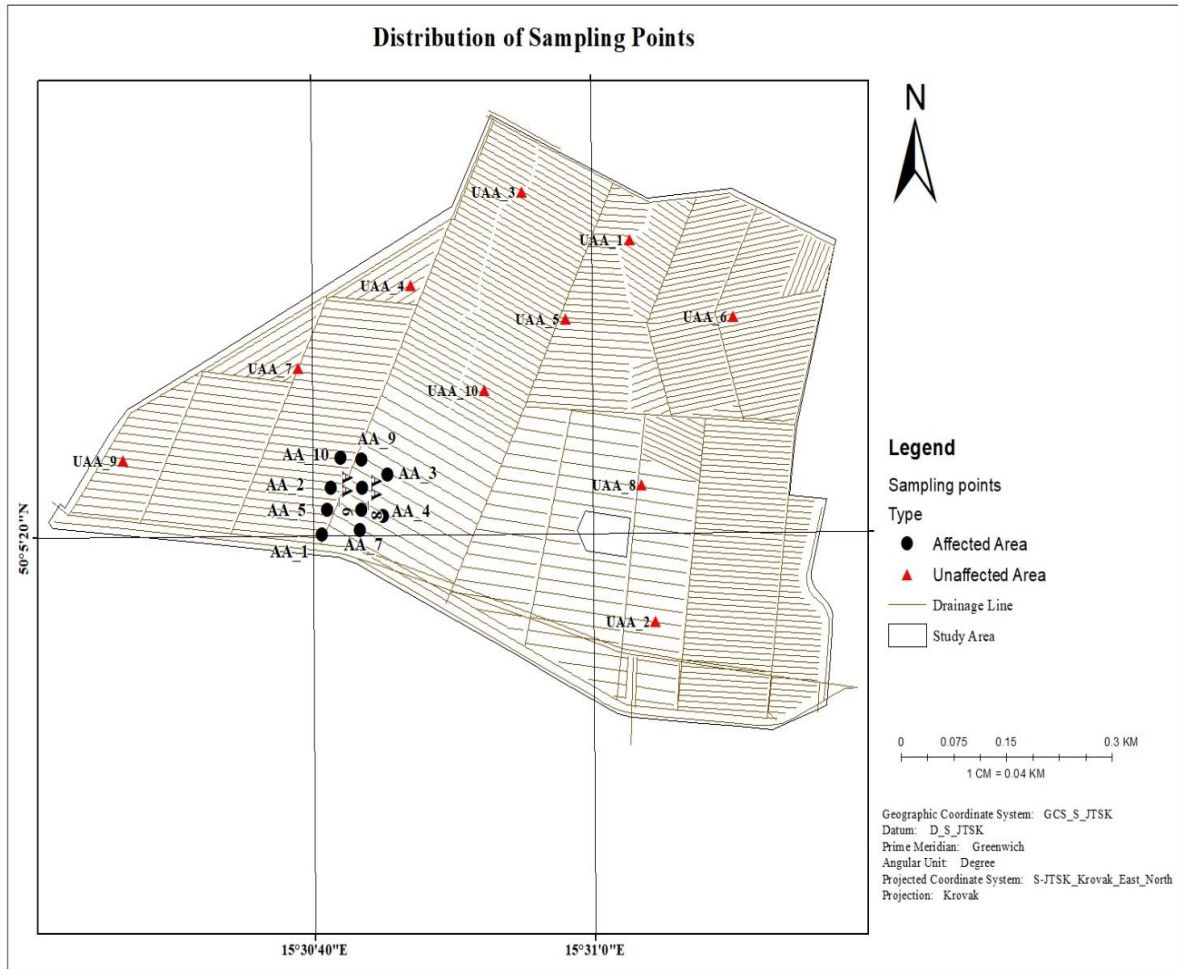 Distribution of Sampling Points
N
UAA_3
UAA_1
UAA_4
UAA_5
UAA_6
UAA_7
UAA_10
AA_9
AA_10
UAA_9
AA_3
AA_2
AA_6
AA_8
UAA_8
AA_5
AA_4
AA_1
AA_7
UAA_2
50°5'20"N
15°30'40"E
15°31'0"E
Legend
Sampling points
Type
Affected Area
Unaffected Area
Drainage Line
Study Area
0 0.075 0.15 0.3 KM
1 CM = 0.04 KM
Geographic Coordinate System: GCS_S_JTSK
Datum: D_S_JTSK
Prime Meridian: Greenwich
Angular Unit: Degree
Projected Coordinate System: S-JTSK_Krovak_East_North
Projection: Krovak